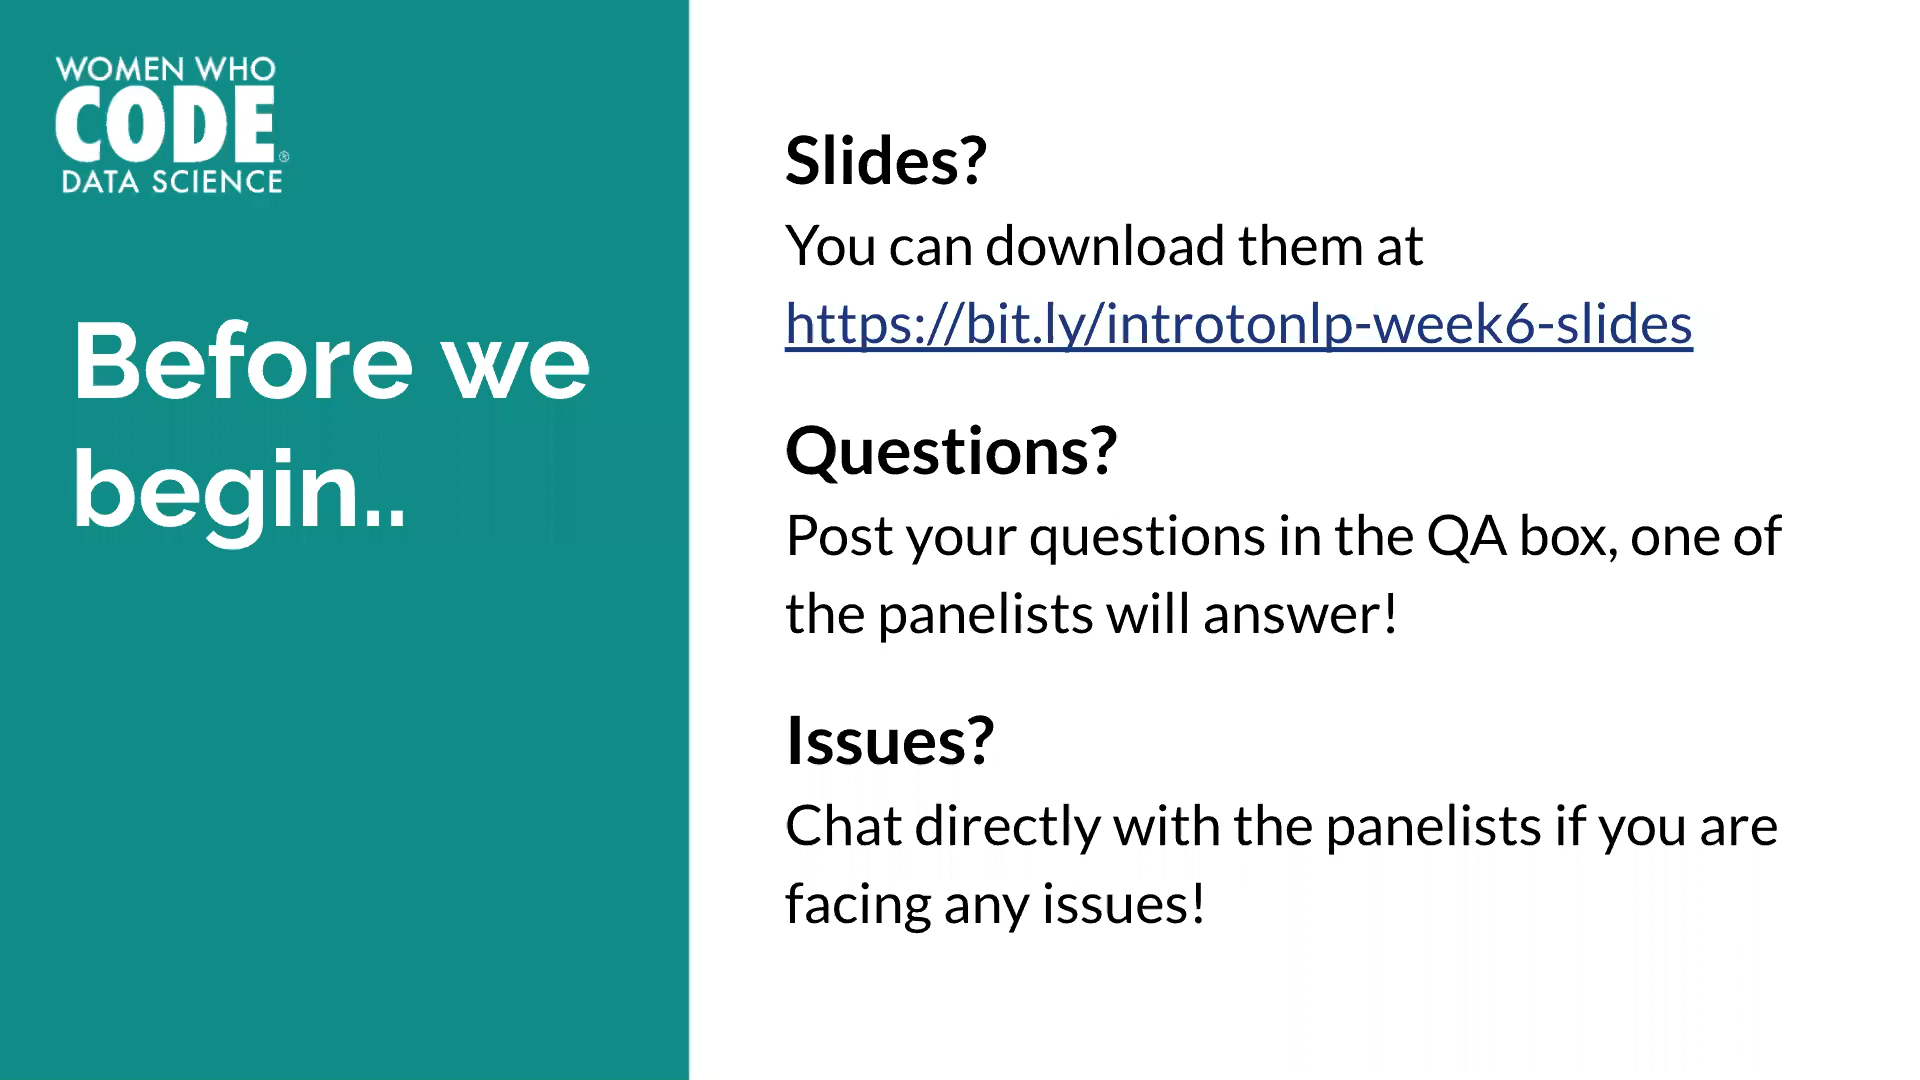 WOMEN WHO
CODE®
DATA SCIENCE
Before we
begin..
Slides?
You can download them at
https://bit.ly/introtonlp-week6-slides
Questions?
Post your questions in the QA box, one of
the panelists will answer!
Issues?
Chat directly with the panelists if you are
facing any issues!